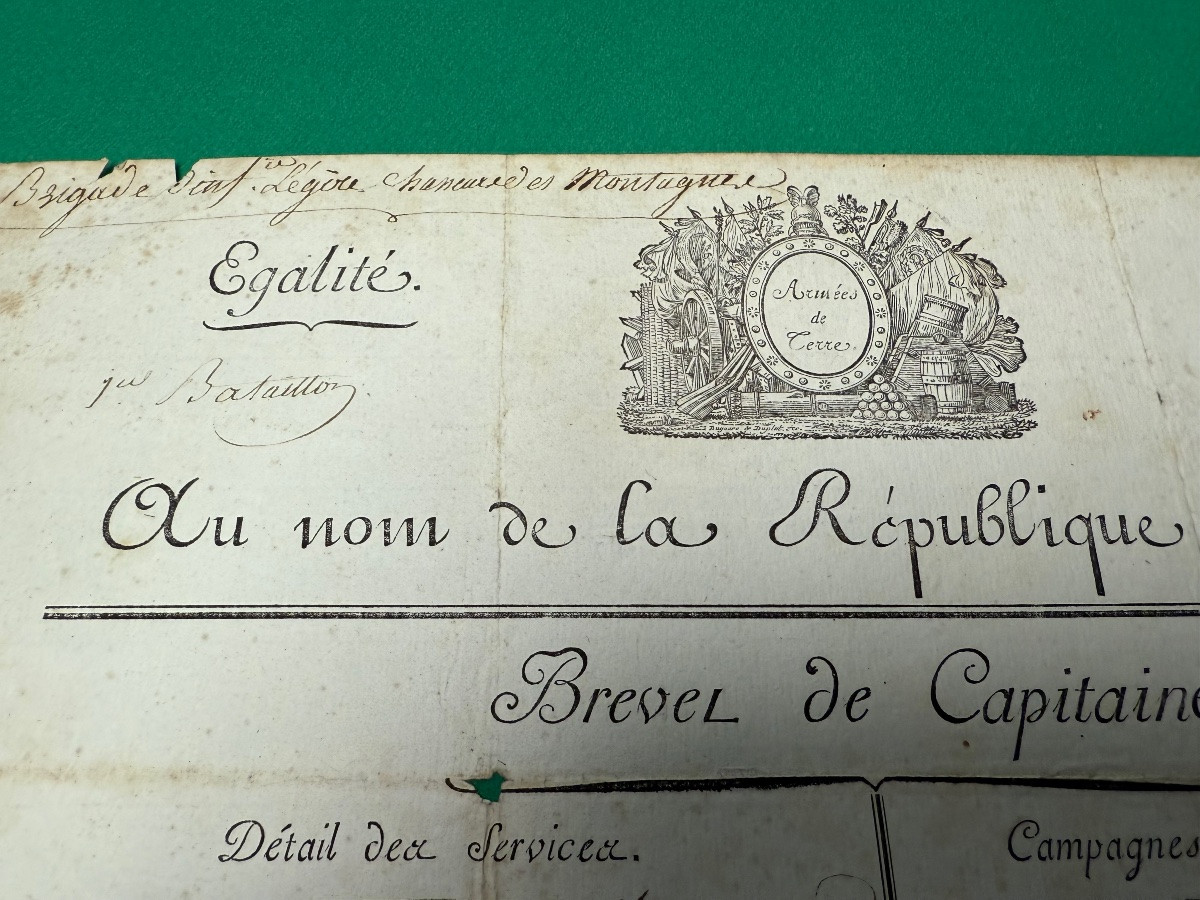 Brigade d'inf.rie Légère chasseurs des Montagnes
Egalité.
1er Bataillon
Armées
de
Terre.
Au nom de la République
Brevet de Capitaine
Détail des Services.
Campagnes